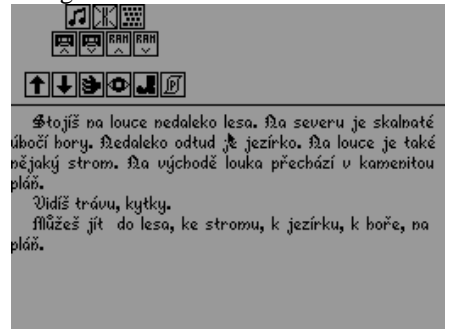 RAM RAM
Stojíš na louce nedaleko lesa. Na severu je skalnaté
úbočí hory. Nedaleko odtud je jezírko. Na louce je také
nějaký strom. Na východě louka přechází v kamenitou
pláň.
Vidíš trávu, kytky.
Můžeš jít do lesa, ke stromu, k jezírku, k hoře, na
pláň.